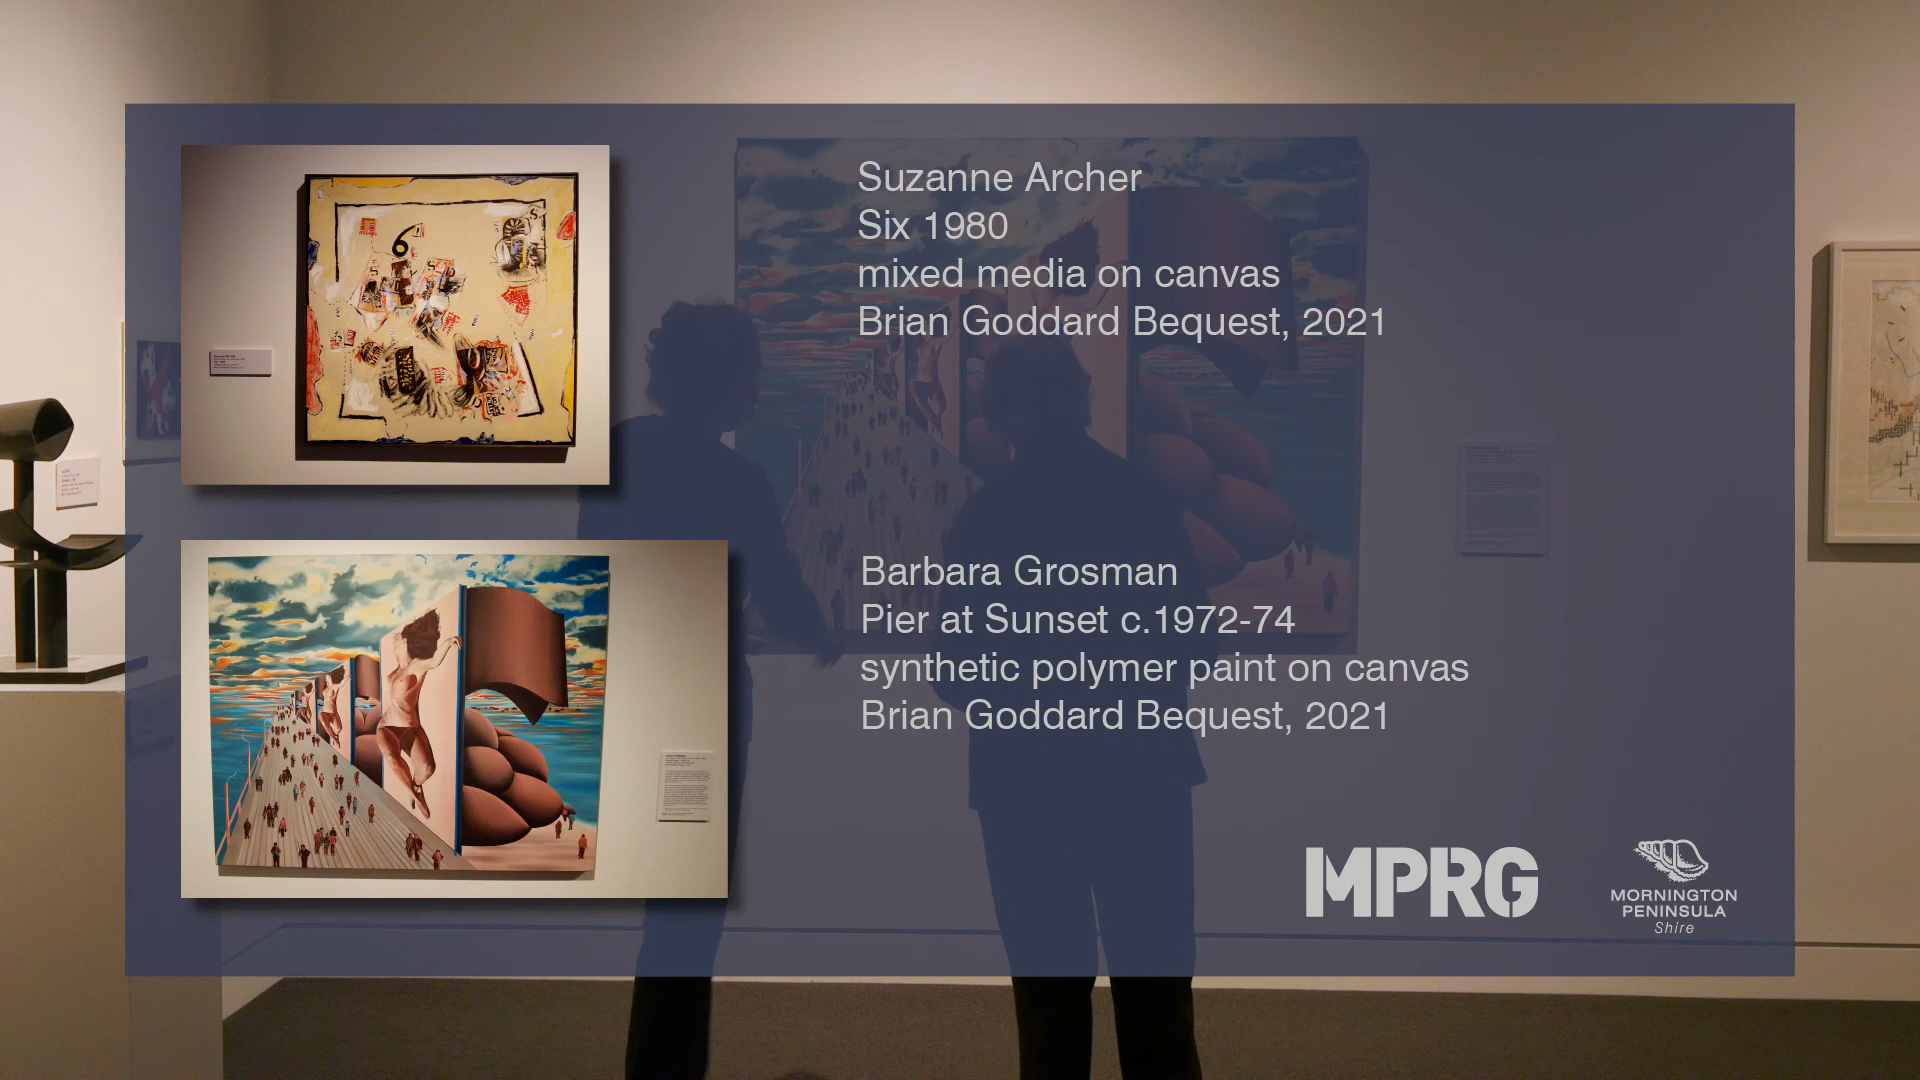 Suzanne Archer
Six 1980
mixed media on canvas
Brian Goddard Bequest, 2021
Barbara Grosman
Pier at Sunset c.1972-74
synthetic polymer paint on canvas
Brian Goddard Bequest, 2021
MPRG
MORNINGTON
PENINSULA
Shire
6